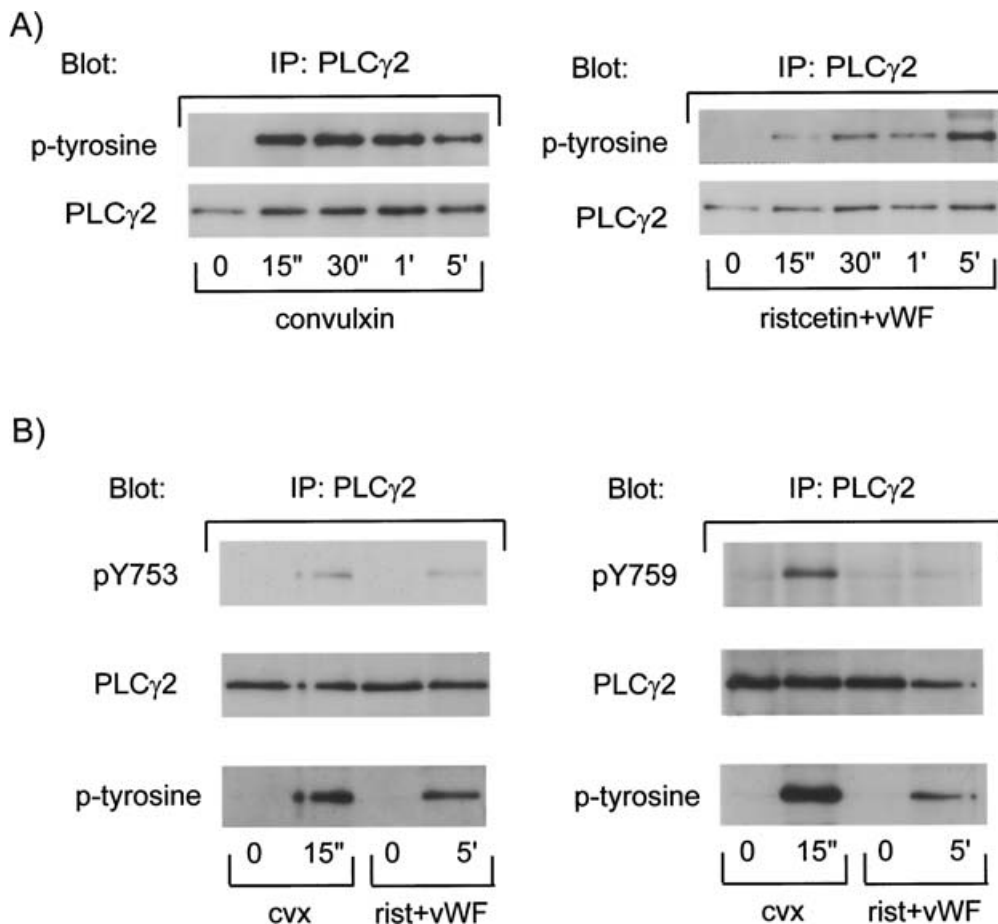 A)
Blot: IP: PLCγ2
p-tyrosine
PLCγ2
0 15" 30" 1' 5'
convulxin
Blot: IP: PLCγ2
p-tyrosine
PLCγ2
0 15" 30" 1' 5'
ristcetin+vWF
B)
Blot: IP: PLCγ2
pY753
PLCγ2
p-tyrosine
0 15" 0 5'
cvx rist+vWF
Blot: IP: PLCγ2
pY759
PLCγ2
p-tyrosine
0 15" 0 5'
cvx rist+vWF